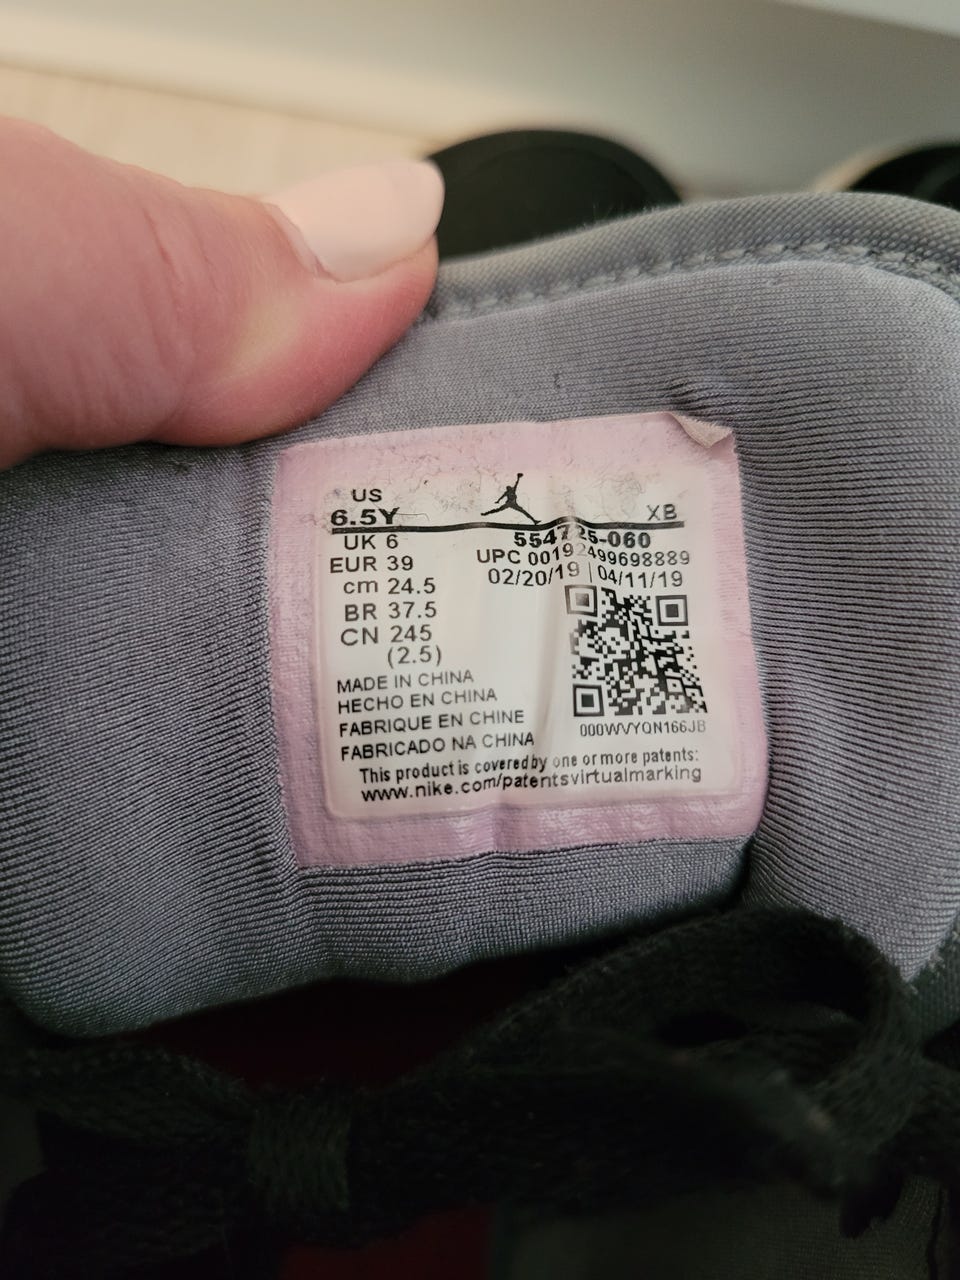 US
6.5Y XB
UK 6
EUR 39
cm 24.5
BR 37.5
CN 245
(2.5)
554725-060
UPC 00192499698889
02/20/19 | 04/11/19
000WVYQN166JB
MADE IN CHINA
HECHO EN CHINA
FABRIQUE EN CHINE
FABRICADO NA CHINA
This product is covered by one or more patents:
www.nike.com/patentsvirtualmarking